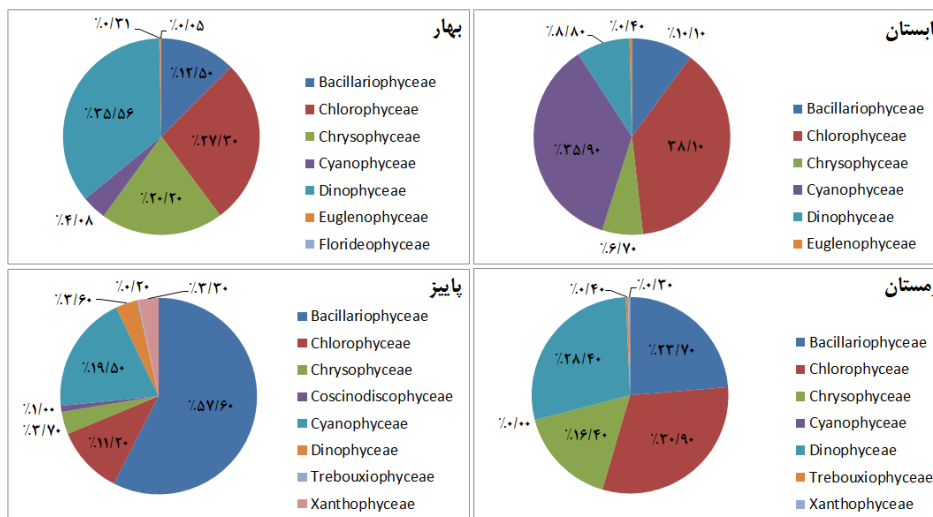 بهار
٪۰/۳۱
٪۰/۰۵
٪۱۲/۵۰
٪۳۵/۵۶
٪۲۷/۳۰
٪۲۰/۲۰
٪۴/۰۸
Bacillariophyceae
Chlorophyceae
Chrysophyceae
Cyanophyceae
Dinophyceae
Euglenophyceae
Florideophyceae
تابستان
٪۰/۴۰
٪۸/۸۰
٪۱۰/۱۰
٪۳۵/۹۰
۳۸/۱۰
٪۶/۷۰
Bacillariophyceae
Chlorophyceae
Chrysophyceae
Cyanophyceae
Dinophyceae
Euglenophyceae
پاییز
٪۰/۲۰
٪۳/۳۰
٪۳/۶۰
٪۱۹/۵۰
٪۵۷/۶۰
٪۱/۰۰
٪۳/۷۰
٪۱۱/۲۰
Bacillariophyceae
Chlorophyceae
Chrysophyceae
Coscinodiscophyceae
Cyanophyceae
Dinophyceae
Trebouxiophyceae
Xanthophyceae
زمستان
٪۰/۴۰
٪۰/۳۰
٪۲۸/۴۰
٪۲۳/۷۰
٪۰/۰۰
٪۱۶/۴۰
٪۳۰/۹۰
Bacillariophyceae
Chlorophyceae
Chrysophyceae
Cyanophyceae
Dinophyceae
Trebouxiophyceae
Xanthophyceae